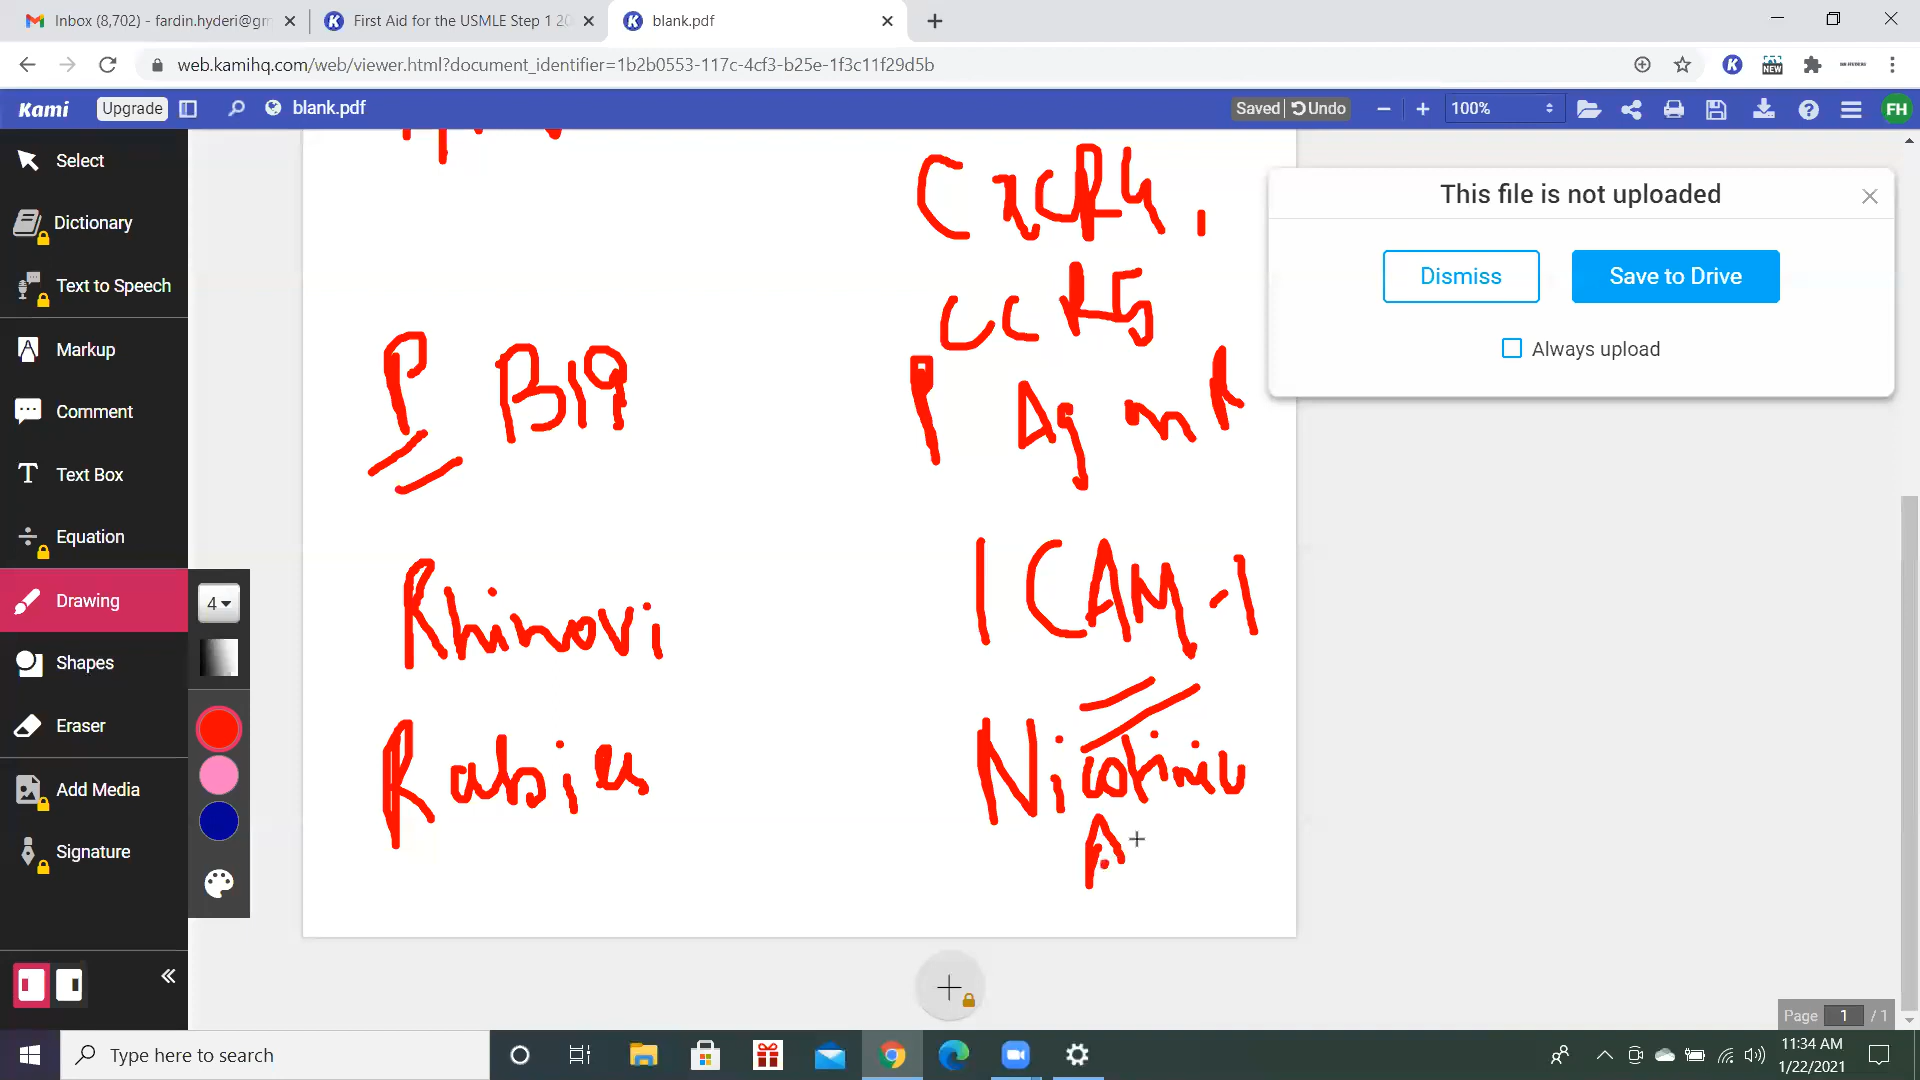 Inbox (8,702) - fardin.hyderi@gm
First Aid for the USMLE Step 1 20
blank.pdf
web.kamihq.com/web/viewer.html?document_identifier=1b2b0553-117c-4cf3-b25e-1f3c11f29d5b
NEW
Kami
Upgrade
blank.pdf
Saved
Undo
100%
FH
Select
Dictionary
Text to Speech
Markup
Comment
Text Box
Equation
Drawing
4
Shapes
Eraser
Add Media
Signature
CxCR4,
CCR5
P B19
P Ag on R
Rhinovi
ICAM-1
Rabies
Nicotinic
A
This file is not uploaded
Dismiss
Save to Drive
Always upload
Page 1 / 1
Type here to search
11:34 AM
1/22/2021